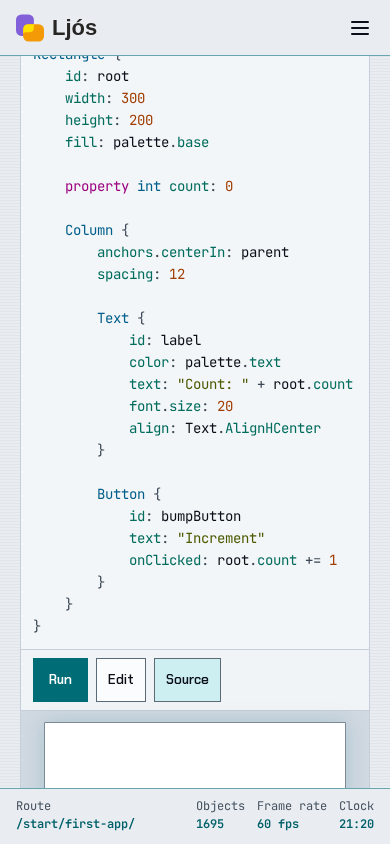 Ljós
Rectangle {
    id: root
    width: 300
    height: 200
    fill: palette.base

    property int count: 0

    Column {
        anchors.centerIn: parent
        spacing: 12

        Text {
            id: label
            color: palette.text
            text: "Count: " + root.count
            font.size: 20
            align: Text.AlignHCenter
        }

        Button {
            id: bumpButton
            text: "Increment"
            onClicked: root.count += 1
        }
    }
}
Run Edit Source
Route Objects Frame rate Clock
/start/first-app/ 1695 60 fps 21:20